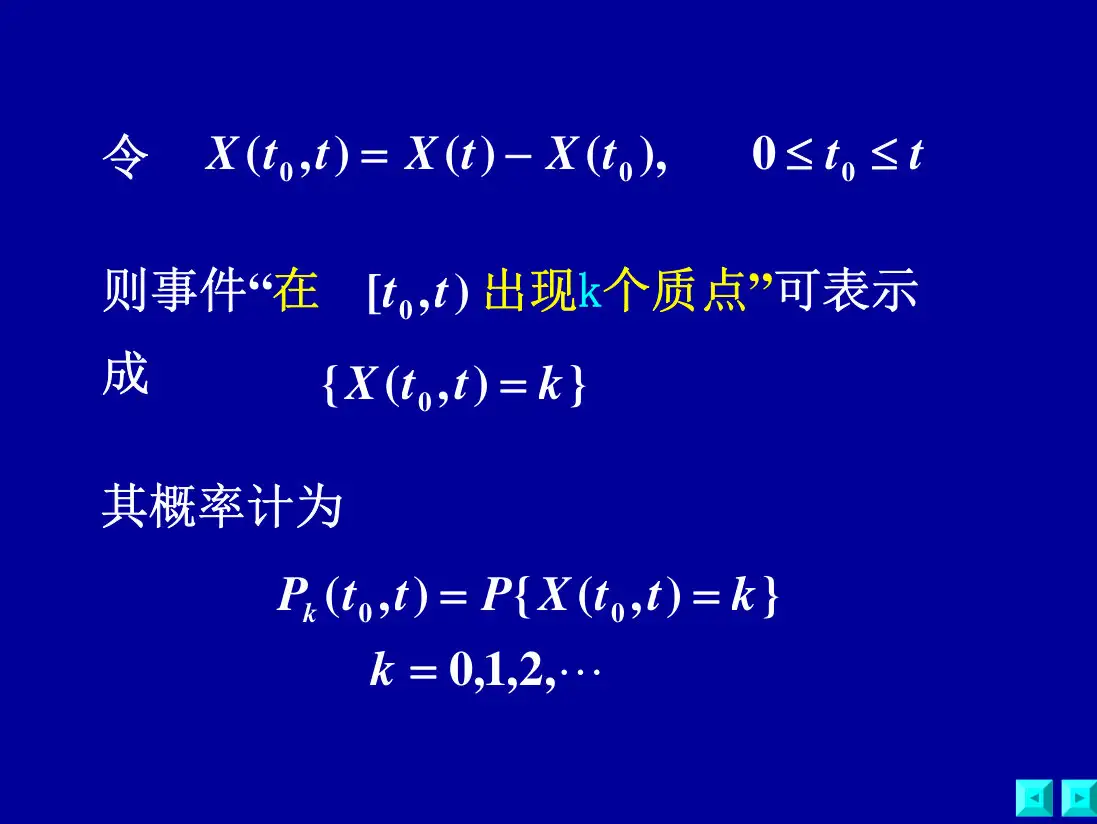 令 X(t₀,t) = X(t) − X(t₀), 0 ≤ t₀ ≤ t
则事件“在 [t₀,t) 出现k个质点”可表示
成 {X(t₀,t) = k}
其概率计为
Pₖ(t₀,t) = P{X(t₀,t) = k}
k = 0,1,2,⋯